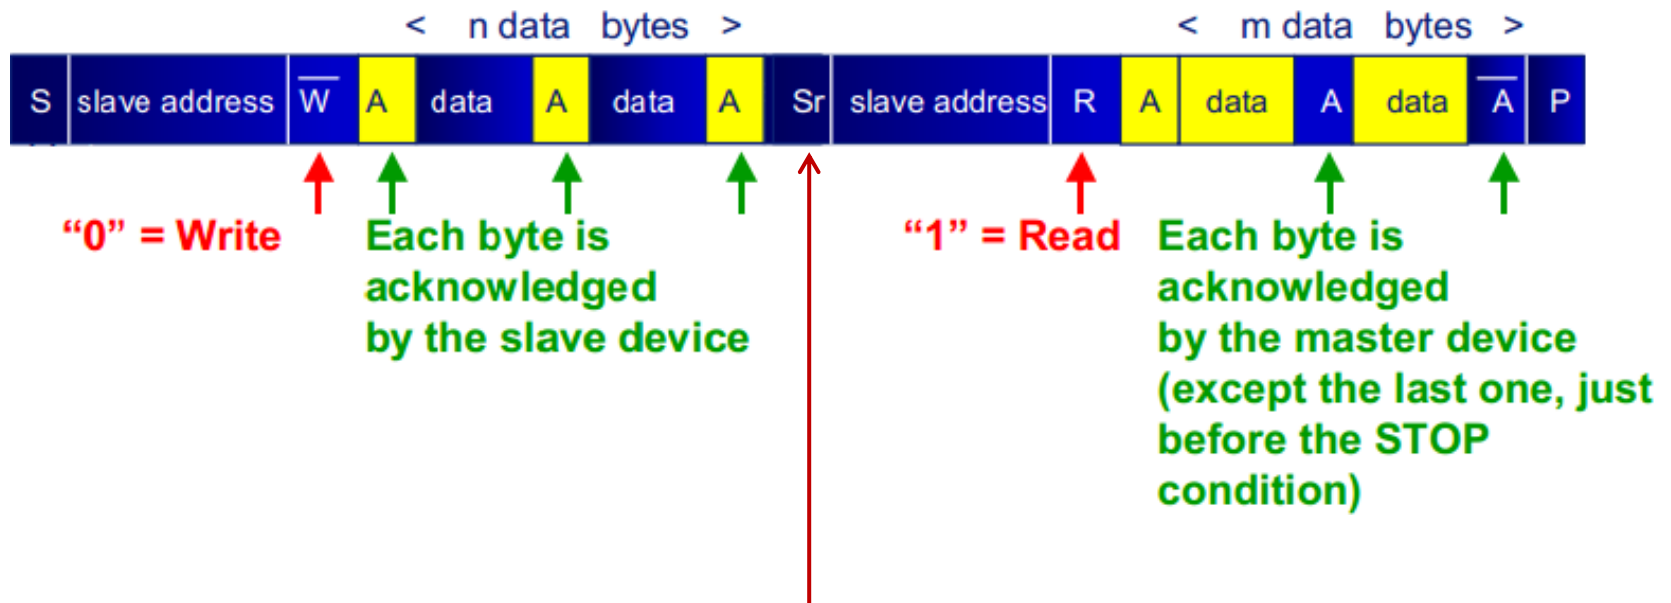 < n data bytes >
< m data bytes >
S slave address W̅ A data A data A Sr slave address R A data A data A̅ P
“0” = Write
Each byte is
acknowledged
by the slave device
“1” = Read
Each byte is
acknowledged
by the master device
(except the last one, just
before the STOP
condition)